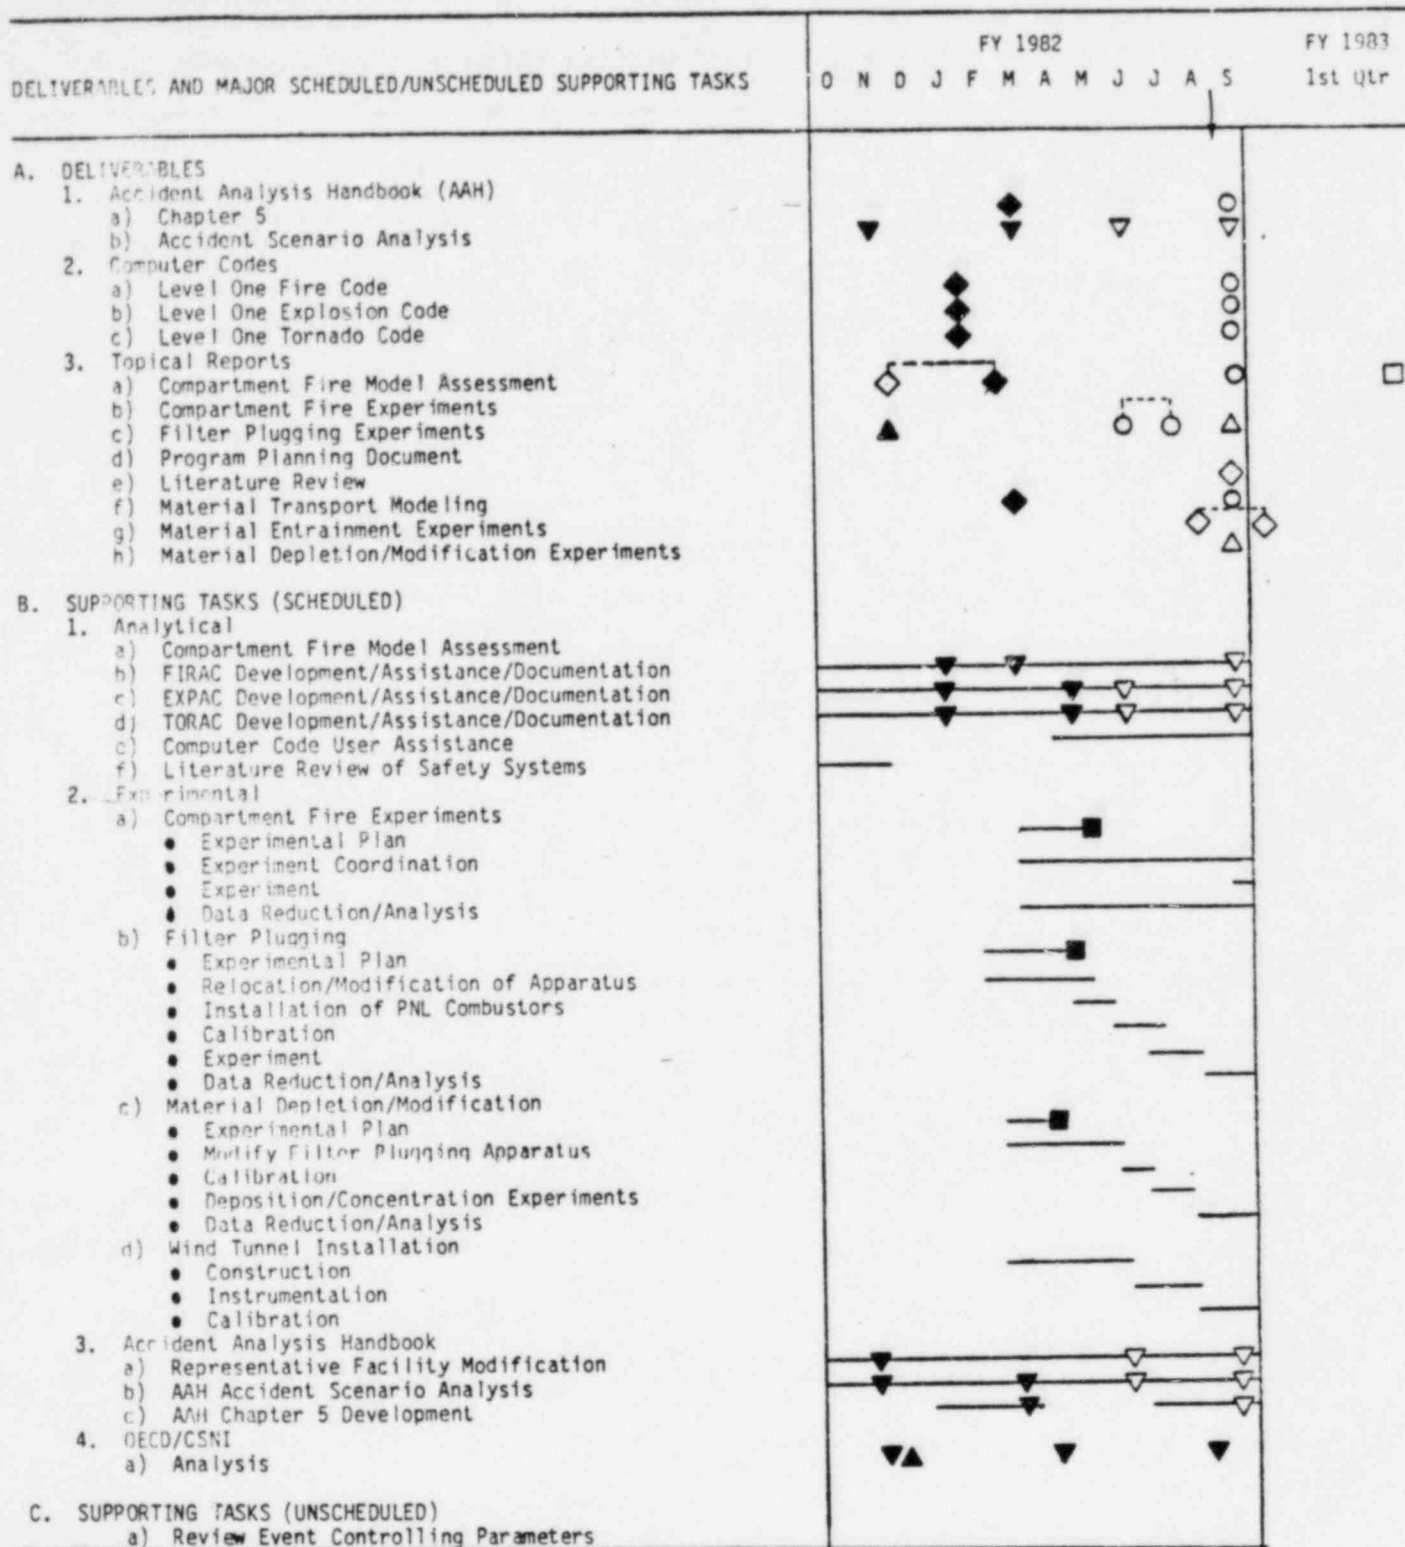 FY 1982 FY 1983
DELIVERABLES AND MAJOR SCHEDULED/UNSCHEDULED SUPPORTING TASKS O N D J F M A M J J A S 1st Qtr
A. DELIVERABLES
1. Accident Analysis Handbook (AAH)
a) Chapter 5
b) Accident Scenario Analysis
2. Computer Codes
a) Level One Fire Code
b) Level One Explosion Code
c) Level One Tornado Code
3. Topical Reports
a) Compartment Fire Model Assessment
b) Compartment Fire Experiments
c) Filter Plugging Experiments
d) Program Planning Document
e) Literature Review
f) Material Transport Modeling
g) Material Entrainment Experiments
h) Material Depletion/Modification Experiments
B. SUPPORTING TASKS (SCHEDULED)
1. Analytical
a) Compartment Fire Model Assessment
b) FIRAC Development/Assistance/Documentation
c) EXPAC Development/Assistance/Documentation
d) TORAC Development/Assistance/Documentation
c) Computer Code User Assistance
f) Literature Review of Safety Systems
2. Experimental
a) Compartment Fire Experiments
• Experimental Plan
• Experiment Coordination
• Experiment
• Data Reduction/Analysis
b) Filter Plugging
• Experimental Plan
• Relocation/Modification of Apparatus
• Installation of PNL Combustors
• Calibration
• Experiment
• Data Reduction/Analysis
c) Material Depletion/Modification
• Experimental Plan
• Modify Filter Plugging Apparatus
• Calibration
• Deposition/Concentration Experiments
• Data Reduction/Analysis
d) Wind Tunnel Installation
• Construction
• Instrumentation
• Calibration
3. Accident Analysis Handbook
a) Representative Facility Modification
b) AAH Accident Scenario Analysis
c) AAH Chapter 5 Development
4. OECD/CSNI
a) Analysis
C. SUPPORTING TASKS (UNSCHEDULED)
a) Review Event Controlling Parameters